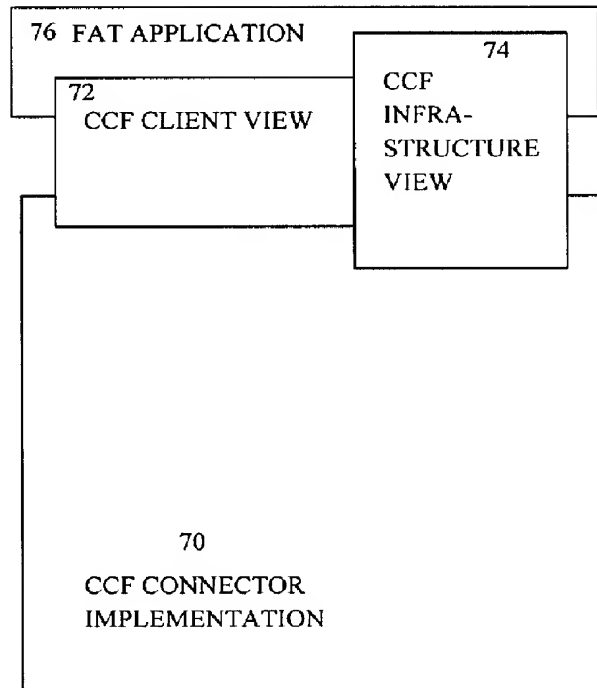 76 FAT APPLICATION
74
CCF
INFRA-
STRUCTURE
VIEW
72
CCF CLIENT VIEW
70
CCF CONNECTOR
IMPLEMENTATION